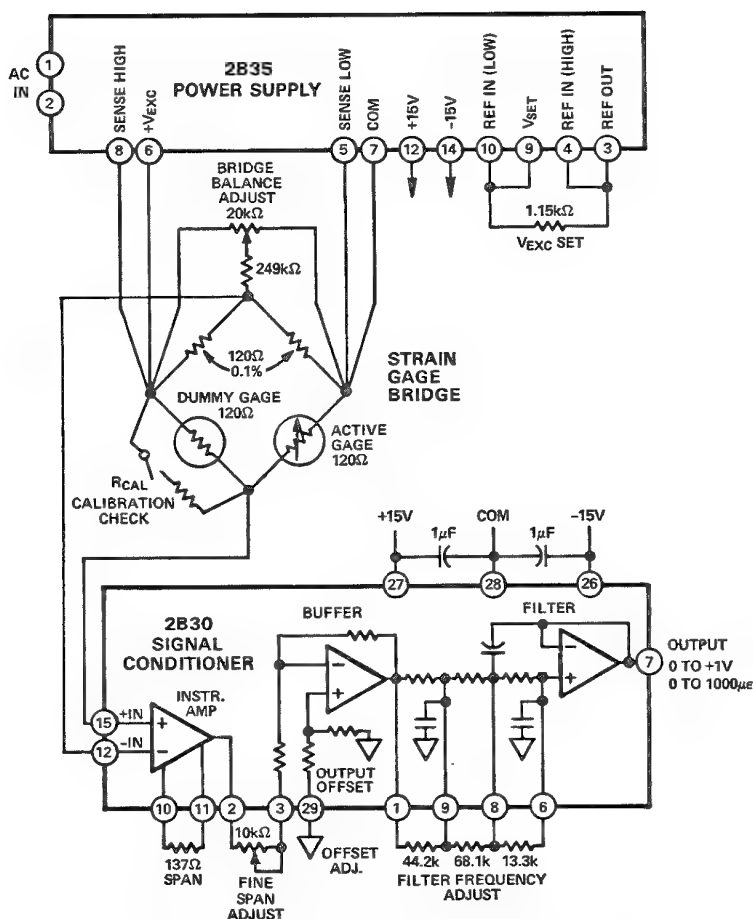 AC
IN
1
2
2B35
POWER SUPPLY
SENSE HIGH
+VEXC
SENSE LOW
COM
+15V
-15V
REF IN (LOW)
VSET
REF IN (HIGH)
REF OUT
8
6
5
7
12
14
10
9
4
3
BRIDGE
BALANCE
ADJUST
20kΩ
1.15kΩ
VEXC SET
249kΩ
120Ω
0.1%
STRAIN
GAGE
BRIDGE
DUMMY GAGE
120Ω
ACTIVE
GAGE
120Ω
RCAL
CALIBRATION
CHECK
+15V
COM
-15V
1μF
1μF
27
28
26
2B30
SIGNAL
CONDITIONER
BUFFER
FILTER
OUTPUT
0 TO +1V
0 TO 1000με
7
INSTR.
AMP
15
+IN
12
-IN
+
−
−
+
−
+
OUTPUT
OFFSET
10
11
2
3
29
1
9
8
6
137Ω
SPAN
10kΩ
FINE
SPAN
ADJUST
OFFSET
ADJ.
44.2k
68.1k
13.3k
FILTER FREQUENCY
ADJUST